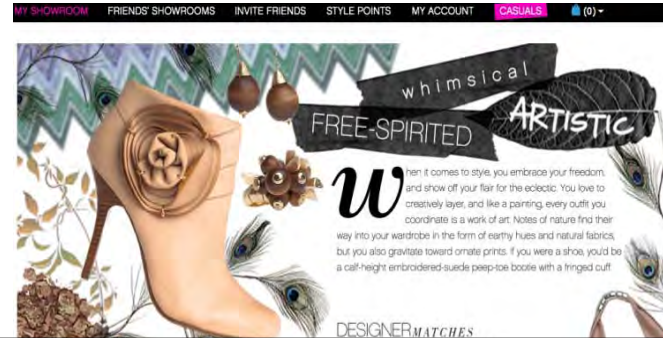 MY SHOWROOM FRIENDS' SHOWROOMS INVITE FRIENDS STYLE POINTS MY ACCOUNT CASUALS (0)
whimsical
FREE-SPIRITED
ARTISTIC
When it comes to style, you embrace your freedom,
and show off your flair for the eclectic. You love to
creatively layer, and like a painting, every outfit you
coordinate is a work of art. Notes of nature find their
way into your wardrobe in the form of earthy hues and natural fabrics,
but you also gravitate toward ornate prints. If you were a shoe, you'd be
a calf-height embroidered-suede peep-toe bootie with a fringed cuff.
DESIGNER MATCHES